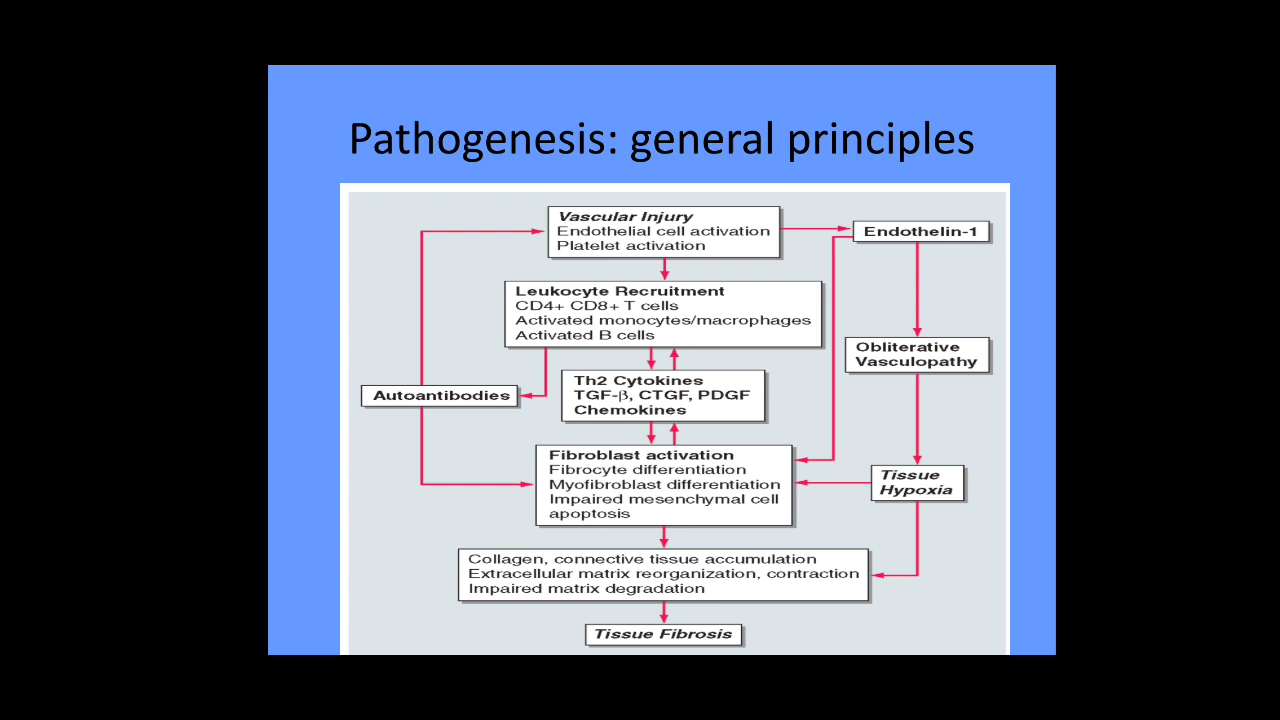 Pathogenesis: general principles
Vascular Injury
Endothelial cell activation
Platelet activation
Endothelin-1
Leukocyte Recruitment
CD4+ CD8+ T cells
Activated monocytes/macrophages
Activated B cells
Obliterative
Vasculopathy
Th2 Cytokines
TGF-β, CTGF, PDGF
Chemokines
Autoantibodies
Fibroblast activation
Fibrocyte differentiation
Myofibroblast differentiation
Impaired mesenchymal cell
apoptosis
Tissue
Hypoxia
Collagen, connective tissue accumulation
Extracellular matrix reorganization, contraction
Impaired matrix degradation
Tissue Fibrosis